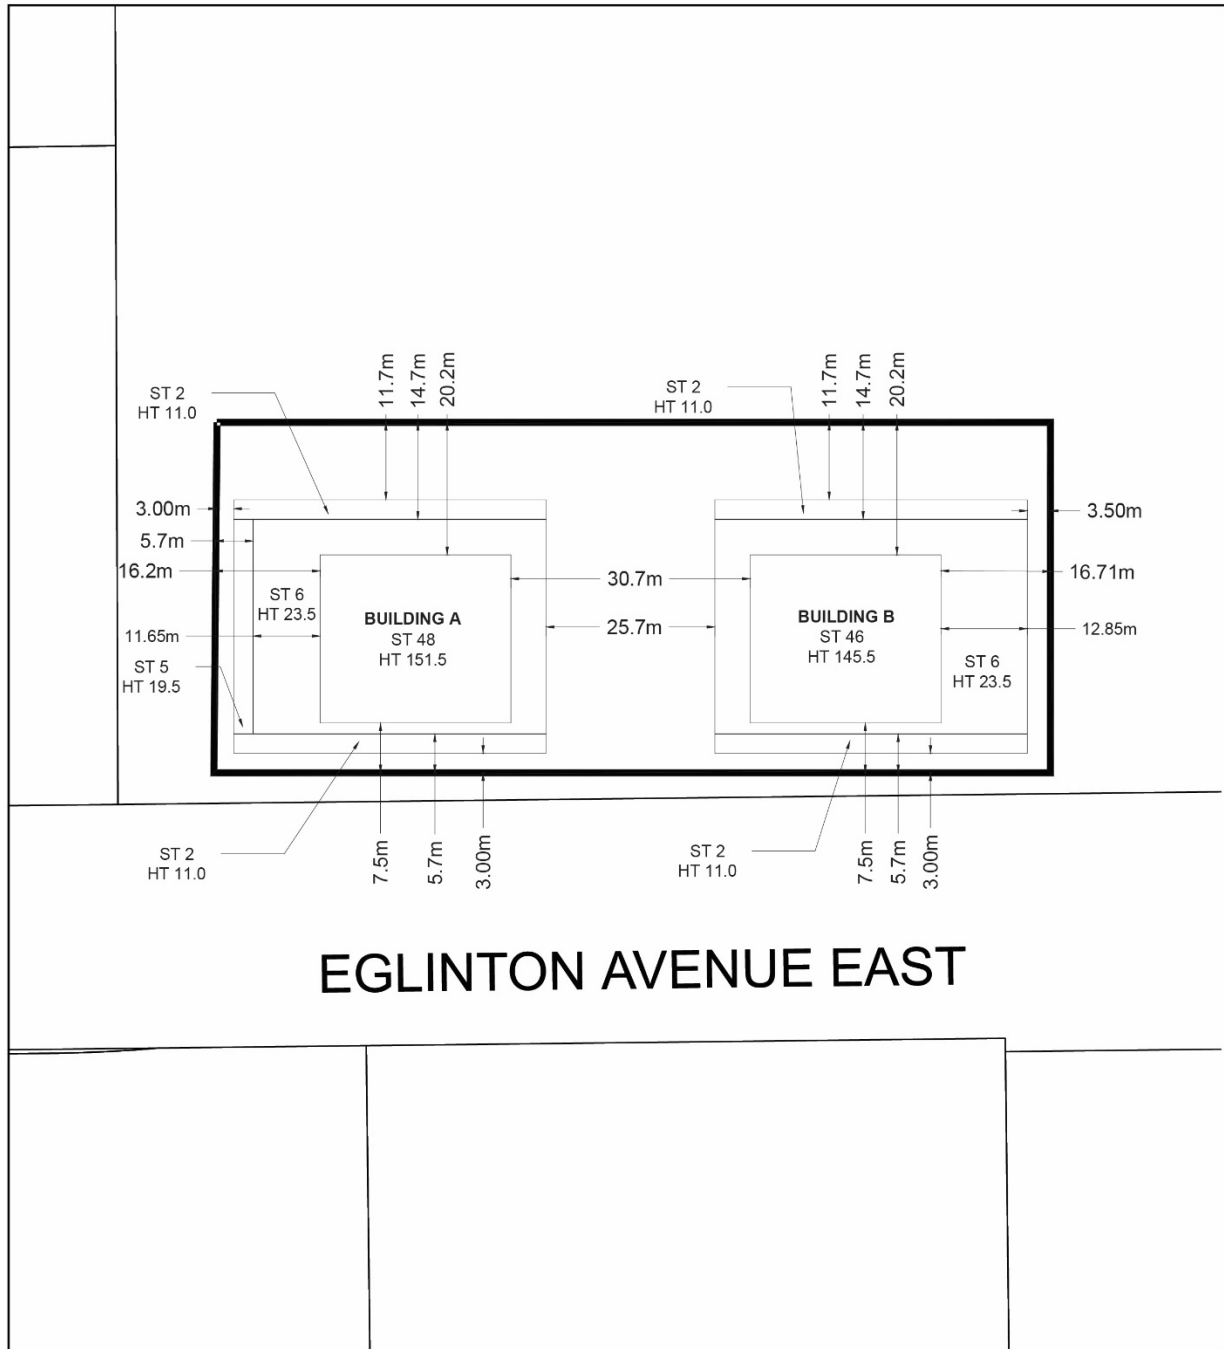 11.7m
14.7m
20.2m
11.7m
14.7m
20.2m
ST 2
HT 11.0
ST 2
HT 11.0
3.00m
3.50m
5.7m
16.2m
30.7m
16.71m
ST 6
HT 23.5
BUILDING A
ST 48
HT 151.5
BUILDING B
ST 46
HT 145.5
11.65m
25.7m
12.85m
ST 5
HT 19.5
ST 6
HT 23.5
ST 2
HT 11.0
7.5m
5.7m
3.00m
ST 2
HT 11.0
7.5m
5.7m
3.00m
EGLINTON AVENUE EAST